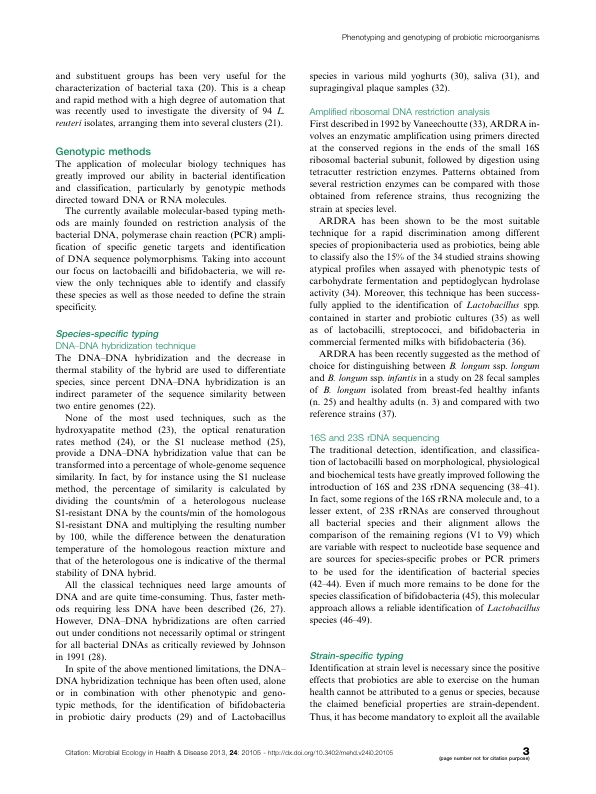 Phenotyping and genotyping of probiotic microorganisms
and substituent groups has been very useful for the
characterization of bacterial taxa (20). This is a cheap
and rapid method with a high degree of automation that
was recently used to investigate the diversity of 94 L.
reuteri isolates, arranging them into several clusters (21).
Genotypic methods
The application of molecular biology techniques has
greatly improved our ability in bacterial identification
and classification, particularly by genotypic methods
directed toward DNA or RNA molecules.
The currently available molecular-based typing meth-
ods are mainly founded on restriction analysis of the
bacterial DNA, polymerase chain reaction (PCR) ampli-
fication of specific genetic targets and identification
of DNA sequence polymorphisms. Taking into account
our focus on lactobacilli and bifidobacteria, we will re-
view the only techniques able to identify and classify
these species as well as those needed to define the strain
specificity.
Species-specific typing
DNA–DNA hybridization technique
The DNA–DNA hybridization and the decrease in
thermal stability of the hybrid are used to differentiate
species, since percent DNA–DNA hybridization is an
indirect parameter of the sequence similarity between
two entire genomes (22).
None of the most used techniques, such as the
hydroxyapatite method (23), the optical renaturation
rates method (24), or the S1 nuclease method (25),
provide a DNA–DNA hybridization value that can be
transformed into a percentage of whole-genome sequence
similarity. In fact, by for instance using the S1 nuclease
method, the percentage of similarity is calculated by
dividing the counts/min of a heterologous nuclease
S1-resistant DNA by the counts/min of the homologous
S1-resistant DNA and multiplying the resulting number
by 100, while the difference between the denaturation
temperature of the homologous reaction mixture and
that of the heterologous one is indicative of the thermal
stability of DNA hybrid.
All the classical techniques need large amounts of
DNA and are quite time-consuming. Thus, faster meth-
ods requiring less DNA have been described (26, 27).
However, DNA–DNA hybridizations are often carried
out under conditions not necessarily optimal or stringent
for all bacterial DNAs as critically reviewed by Johnson
in 1991 (28).
In spite of the above mentioned limitations, the DNA–
DNA hybridization technique has been often used, alone
or in combination with other phenotypic and geno-
typic methods, for the identification of bifidobacteria
in probiotic dairy products (29) and of Lactobacillus
species in various mild yoghurts (30), saliva (31), and
supragingival plaque samples (32).
Amplified ribosomal DNA restriction analysis
First described in 1992 by Vaneechoutte (33), ARDRA in-
volves an enzymatic amplification using primers directed
at the conserved regions in the ends of the small 16S
ribosomal bacterial subunit, followed by digestion using
tetracutter restriction enzymes. Patterns obtained from
several restriction enzymes can be compared with those
obtained from reference strains, thus recognizing the
strain at species level.
ARDRA has been shown to be the most suitable
technique for a rapid discrimination among different
species of propionibacteria used as probiotics, being able
to classify also the 15% of the 34 studied strains showing
atypical profiles when assayed with phenotypic tests of
carbohydrate fermentation and peptidoglycan hydrolase
activity (34). Moreover, this technique has been success-
fully applied to the identification of Lactobacillus spp.
contained in starter and probiotic cultures (35) as well
as of lactobacilli, streptococci, and bifidobacteria in
commercial fermented milks with bifidobacteria (36).
ARDRA has been recently suggested as the method of
choice for distinguishing between B. longum ssp. longum
and B. longum ssp. infantis in a study on 28 fecal samples
of B. longum isolated from breast-fed healthy infants
(n. 25) and healthy adults (n. 3) and compared with two
reference strains (37).
16S and 23S rDNA sequencing
The traditional detection, identification, and classifica-
tion of lactobacilli based on morphological, physiological
and biochemical tests have greatly improved following the
introduction of 16S and 23S rDNA sequencing (38–41).
In fact, some regions of the 16S rRNA molecule and, to a
lesser extent, of 23S rRNAs are conserved throughout
all bacterial species and their alignment allows the
comparison of the remaining regions (V1 to V9) which
are variable with respect to nucleotide base sequence and
are sources for species-specific probes or PCR primers
to be used for the identification of bacterial species
(42–44). Even if much more remains to be done for the
species classification of bifidobacteria (45), this molecular
approach allows a reliable identification of Lactobacillus
species (46–49).
Strain-specific typing
Identification at strain level is necessary since the positive
effects that probiotics are able to exercise on the human
health cannot be attributed to a genus or species, because
the claimed beneficial properties are strain-dependent.
Thus, it has become mandatory to exploit all the available
Citation: Microbial Ecology in Health & Disease 2013, 24: 20105 - http://dx.doi.org/10.3402/mehd.v24i0.20105
3
(page number not for citation purpose)